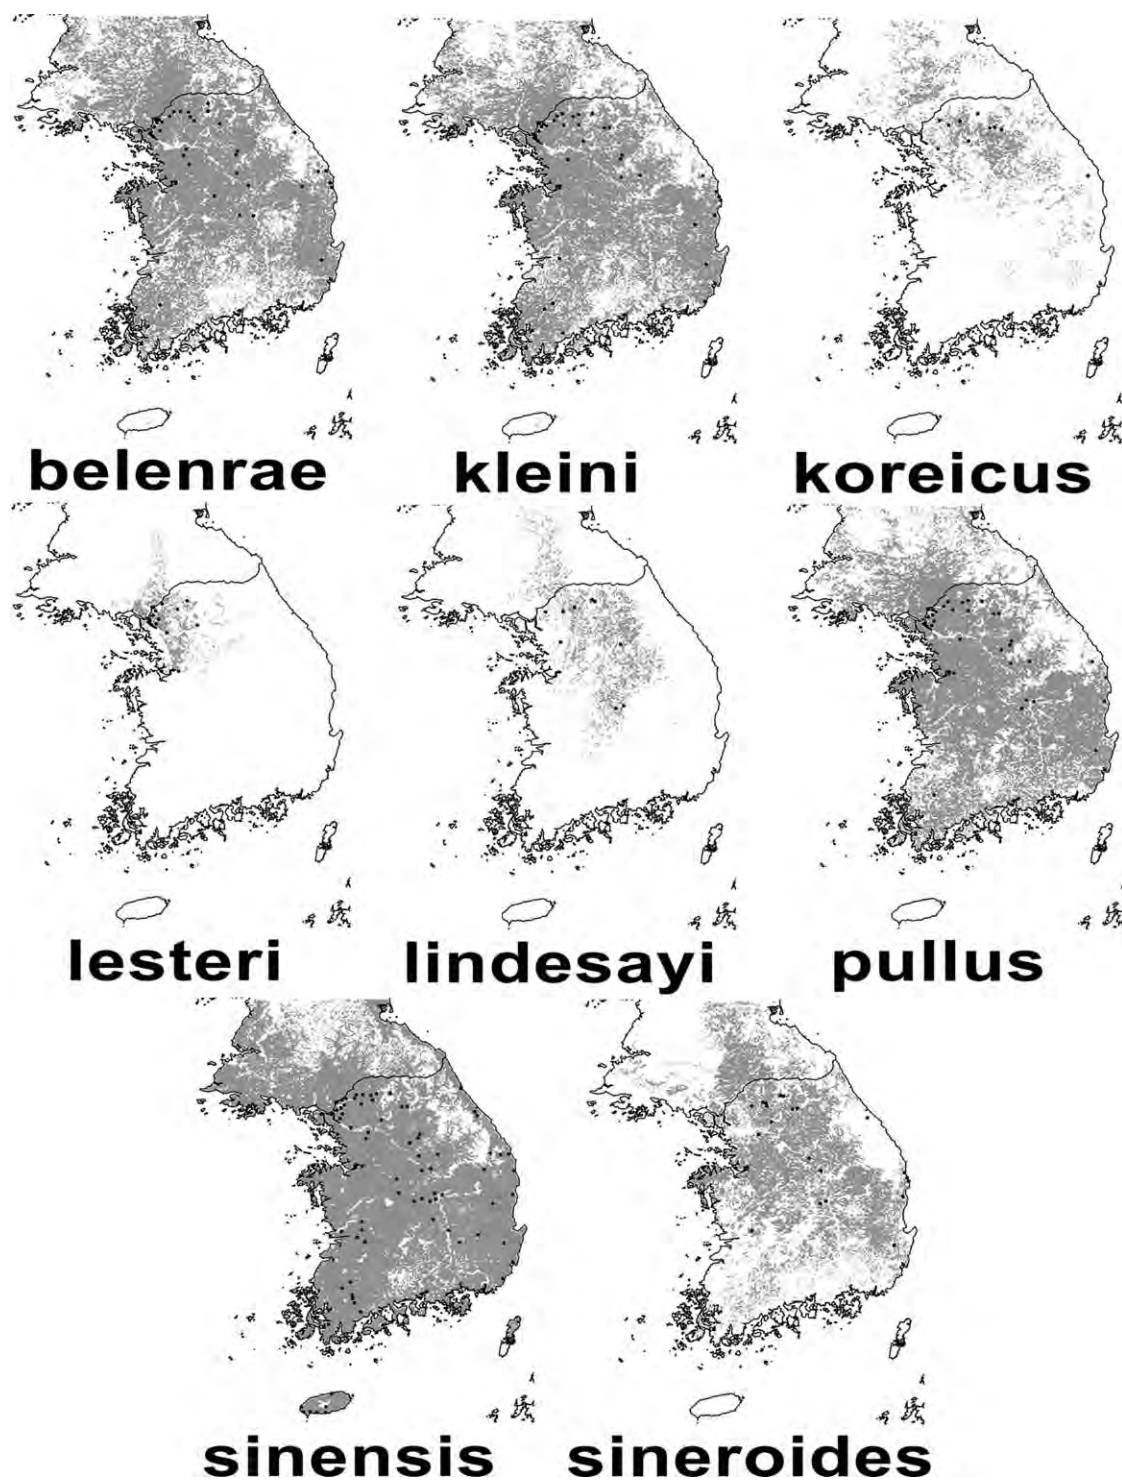 belenrae kleini koreicus
lesteri lindesayi pullus
sinensis sineroides